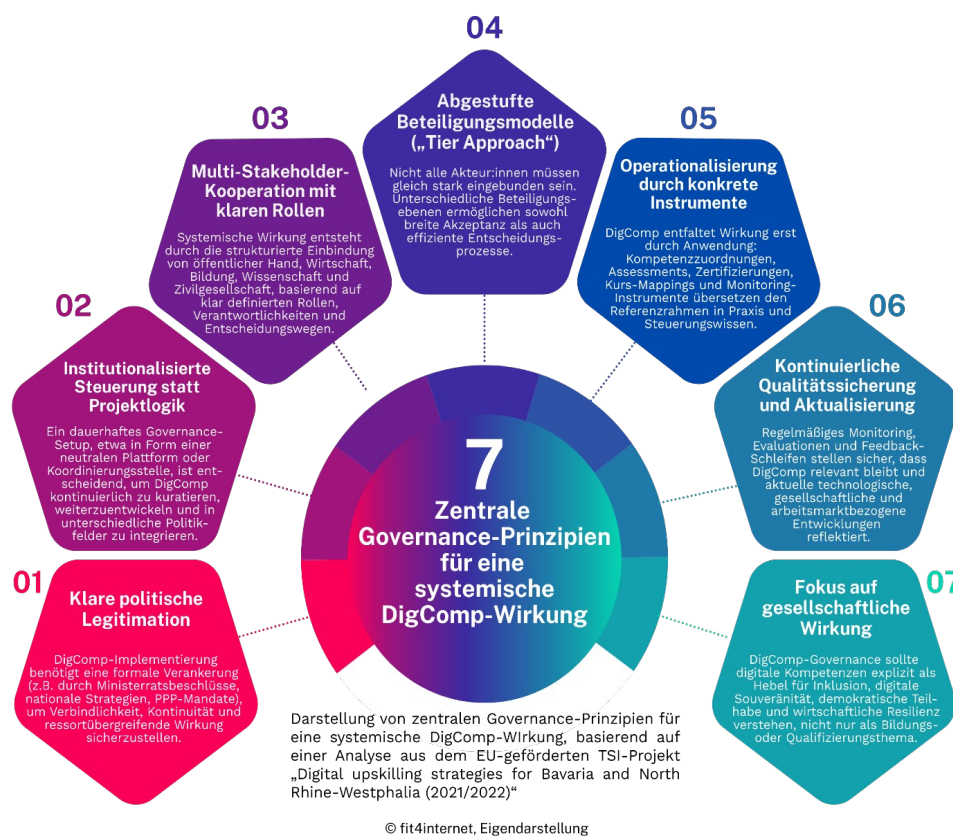 04
Abgestufte
Beteiligungsmodelle
(„Tier Approach“)
Nicht alle Akteur:innen müssen
gleich stark eingebunden sein.
Unterschiedliche Beteiligungs-
ebenen ermöglichen sowohl
breite Akzeptanz als auch
effiziente Entscheidungs-
prozesse.
03
Multi-Stakeholder-
Kooperation mit
klaren Rollen
Systemische Wirkung entsteht
durch die strukturierte Einbindung
von öffentlicher Hand, Wirtschaft,
Bildung, Wissenschaft und
Zivilgesellschaft, basierend auf
klar definierten Rollen,
Verantwortlichkeiten und
Entscheidungswegen.
05
Operationalisierung
durch konkrete
Instrumente
DigComp entfaltet Wirkung erst
durch Anwendung:
Kompetenzzuordnungen,
Assessments, Zertifizierungen,
Kurs-Mappings und Monitoring-
Instrumente übersetzen den
Referenzrahmen in Praxis und
Steuerungswissen.
02
Institutionalisierte
Steuerung statt
Projektlogik
Ein dauerhaftes Governance-
Setup, etwa in Form einer
neutralen Plattform oder
Koordinierungsstelle, ist ent-
scheidend, um DigComp
kontinuierlich zu kuratieren,
weiterzuentwickeln und in
unterschiedliche Politik-
felder zu integrieren.
06
Kontinuierliche
Qualitätssicherung
und Aktualisierung
Regelmäßiges Monitoring,
Evaluationen und Feedback-
Schleifen stellen sicher, dass
DigComp relevant bleibt und
aktuelle technologische,
gesellschaftliche und
arbeitsmarktbezogene
Entwicklungen
reflektiert.
7
Zentrale
Governance-Prinzipien
für eine
systemische
DigComp-Wirkung
01
Klare politische
Legitimation
DigComp-Implementierung
benötigt eine formale Verankerung
(z.B. durch Ministerratsbeschlüsse,
nationale Strategien, PPP-Mandate),
um Verbindlichkeit, Kontinuität und
ressortübergreifende Wirkung
sicherzustellen.
07
Fokus auf
gesellschaftliche
Wirkung
DigComp-Governance sollte
digitale Kompetenzen explizit als
Hebel für Inklusion, digitale
Souveränität, demokratische Teil-
habe und wirtschaftliche Resilienz
verstehen, nicht nur als Bildungs-
oder Qualifizierungsthema.
Darstellung von zentralen Governance-Prinzipien für
eine systemische DigComp-WIrkung, basierend auf
einer Analyse aus dem EU-geförderten TSI-Projekt
„Digital upskilling strategies for Bavaria and North
Rhine-Westphalia (2021/2022)“
© fit4internet, Eigendarstellung